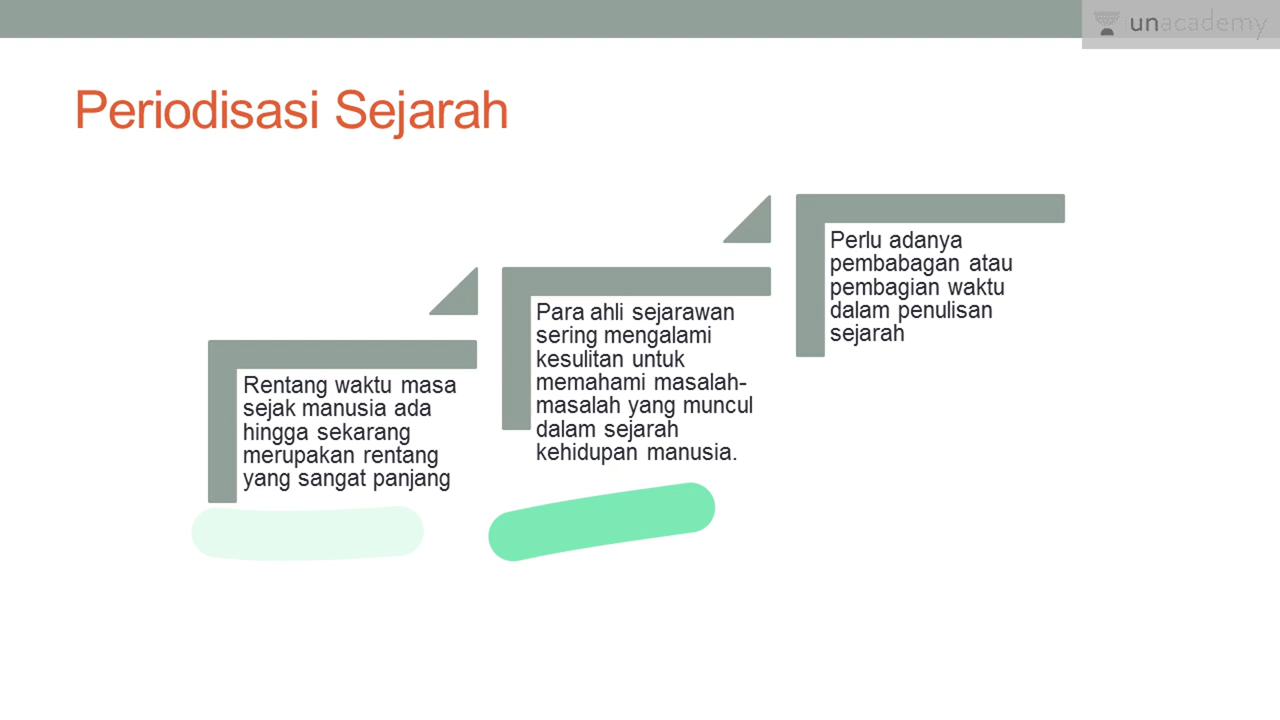 unacademy
Periodisasi Sejarah
Rentang waktu masa
sejak manusia ada
hingga sekarang
merupakan rentang
yang sangat panjang
Para ahli sejarawan
sering mengalami
kesulitan untuk
memahami masalah-
masalah yang muncul
dalam sejarah
kehidupan manusia.
Perlu adanya
pembabagan atau
pembagian waktu
dalam penulisan
sejarah